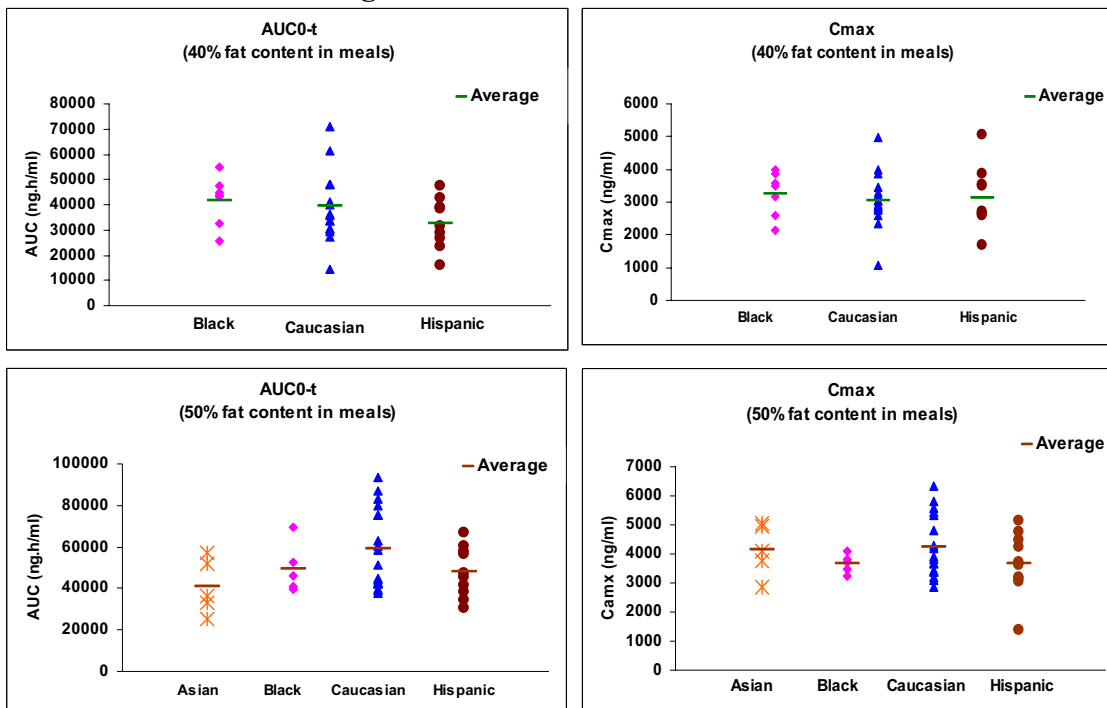 AUC0-t
(40% fat content in meals)
Average
80000
70000
60000
50000
40000
30000
20000
10000
0
AUC (ng.h/ml)
Black
Caucasian
Hispanic
Cmax
(40% fat content in meals)
Average
6000
5000
4000
3000
2000
1000
0
Cmax (ng/ml)
Black
Caucasian
Hispanic
AUC0-t
(50% fat content in meals)
Average
100000
80000
60000
40000
20000
0
AUC (ng.h/ml)
Asian
Black
Caucasian
Hispanic
Cmax
(50% fat content in meals)
Average
7000
6000
5000
4000
3000
2000
1000
0
Camx (ng/ml)
Asian
Black
Caucasian
Hispanic